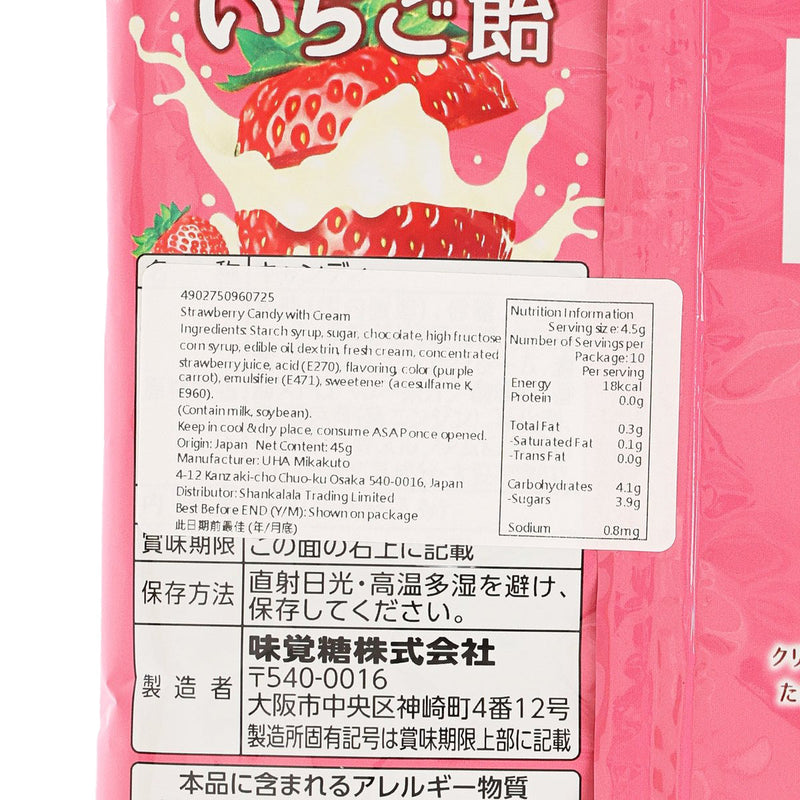 いちご飴
4902750960725
Strawberry Candy with Cream
Ingredients: Starch syrup, sugar, chocolate, high fructose
corn syrup, edible oil, dextrin, fresh cream, concentrated
strawberry juice, acid (E270), flavoring, color (purple
carrot), emulsifier (E471), sweetener (acesulfame K,
E960).
(Contain milk, soybean).
Keep in cool & dry place, consume ASAP once opened.
Origin: Japan Net Content: 45g
Manufacturer: UHA Mikakuto
4-12 Kanzaki-cho Chuo-ku Osaka 540-0016, Japan
Distributor: Shankalala Trading Limited
Best Before END (Y/M): Shown on package
此日期前最佳 (年/月底)
Nutrition Information
Serving size: 4.5g
Number of Servings per
Package: 10
Per serving
Energy 18kcal
Protein 0.0g
Total Fat 0.3g
-Saturated Fat 0.1g
-Trans Fat 0.0g
Carbohydrates 4.1g
-Sugars 3.9g
Sodium 0.8mg
賞味期限 この面の右上に記載
保存方法 直射日光・高温多湿を避け、
保存してください。
製造者 味覚糖株式会社
〒540-0016
大阪市中央区神崎町4番12号
製造所固有記号は賞味期限上部に記載
本品に含まれるアレルギー物質
クリ
た